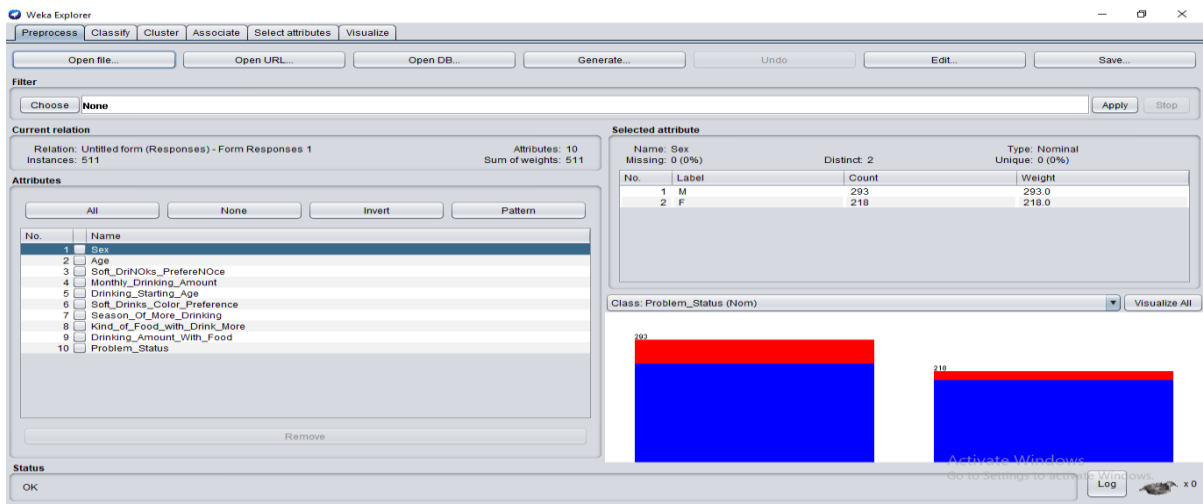 Weka Explorer
Preprocess Classify Cluster Associate Select attributes Visualize
Open file... Open URL... Open DB... Generate... Undo Edit... Save...
Filter
Choose None Apply Stop
Current relation
Relation: Untitled form (Responses) - Form Responses 1 Attributes: 10
Instances: 511 Sum of weights: 511
Attributes
All None Invert Pattern
No. Name
1 Sex
2 Age
3 Soft_DriNOks_PrefereNOce
4 Monthly_Drinking_Amount
5 Drinking_Starting_Age
6 Soft_Drinks_Color_Preference
7 Season_Of_More_Drinking
8 Kind_of_Food_with_Drink_More
9 Drinking_Amount_With_Food
10 Problem_Status
Remove
Selected attribute
Name: Sex Type: Nominal
Missing: 0 (0%) Distinct: 2 Unique: 0 (0%)
No. Label Count Weight
1 M 293 293.0
2 F 218 218.0
Class: Problem_Status (Nom) Visualize All
293
218
Activate Windows
Go to Settings to activate Windows.
Status
OK Log x 0